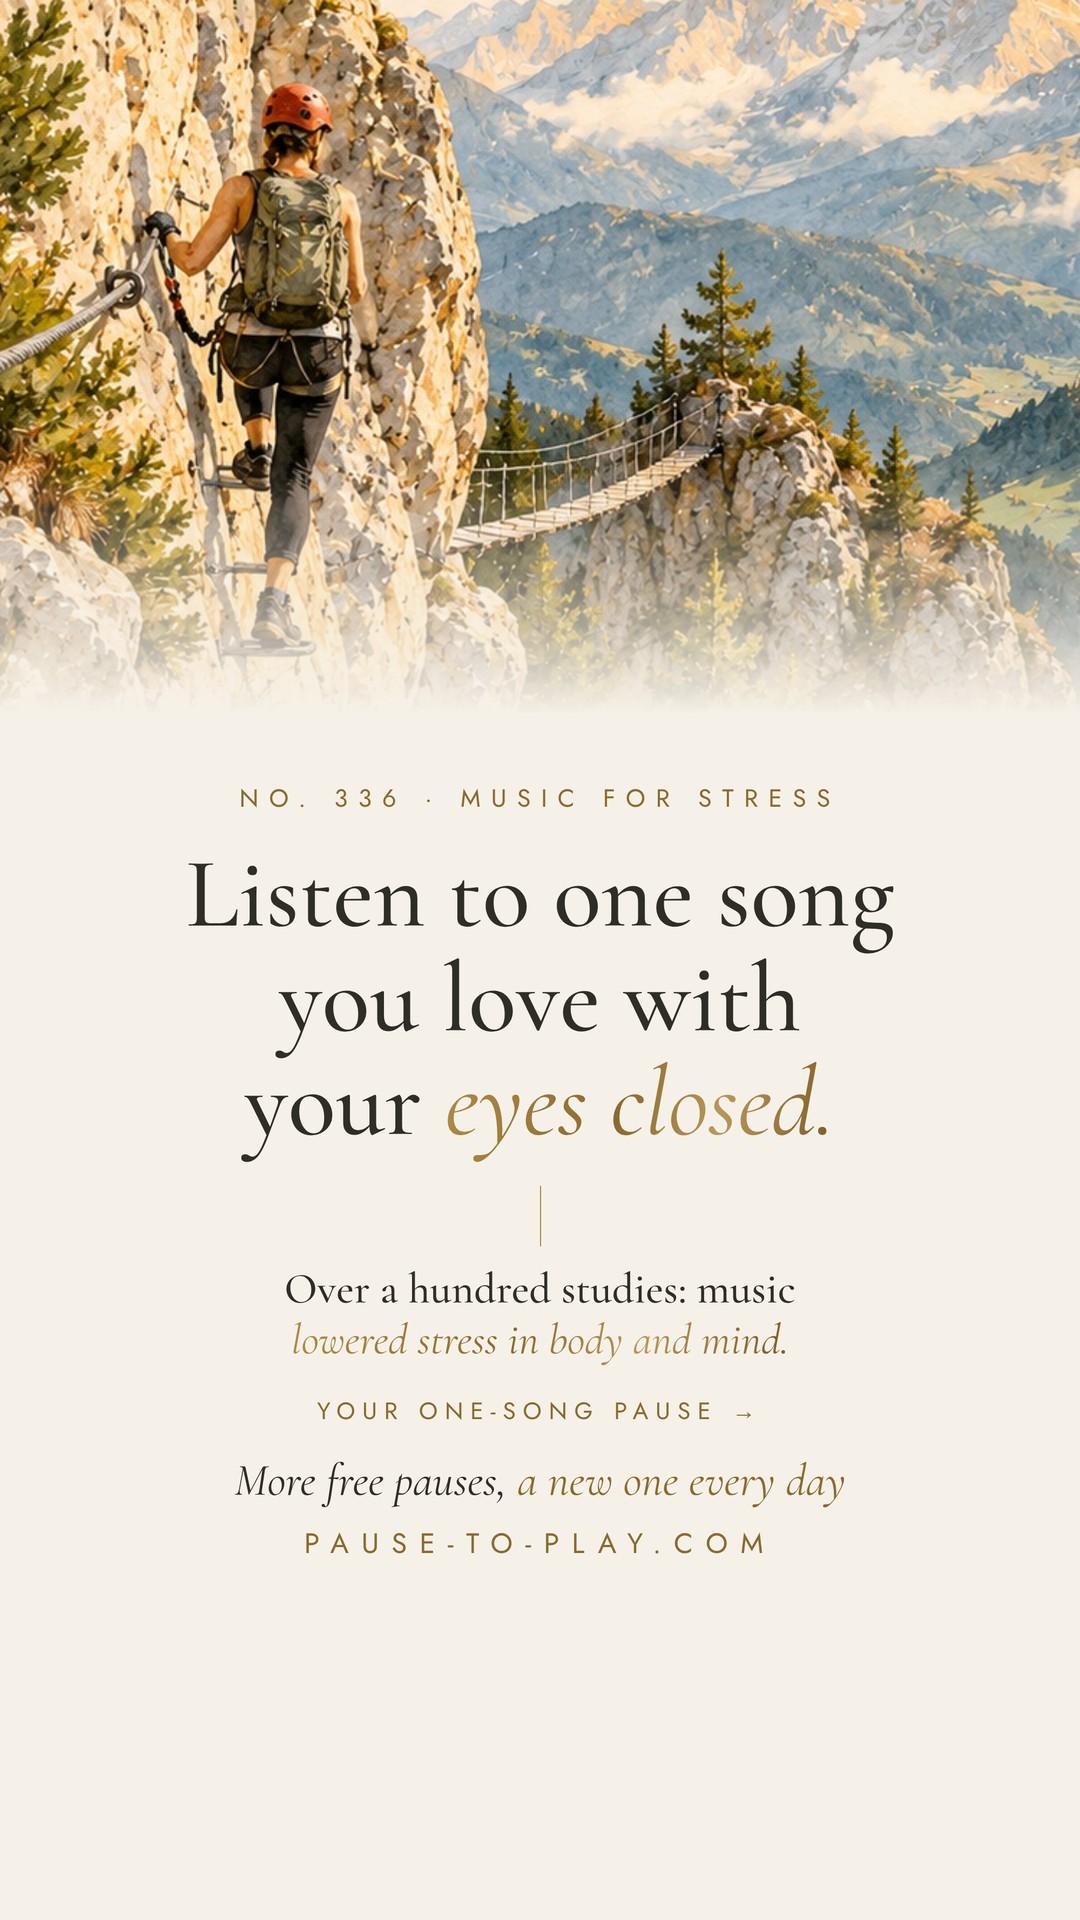 NO. 336 · MUSIC FOR STRESS
Listen to one song
you love with
your eyes closed.
Over a hundred studies: music
lowered stress in body and mind.
YOUR ONE-SONG PAUSE →
More free pauses, a new one every day
PAUSE-TO-PLAY.COM